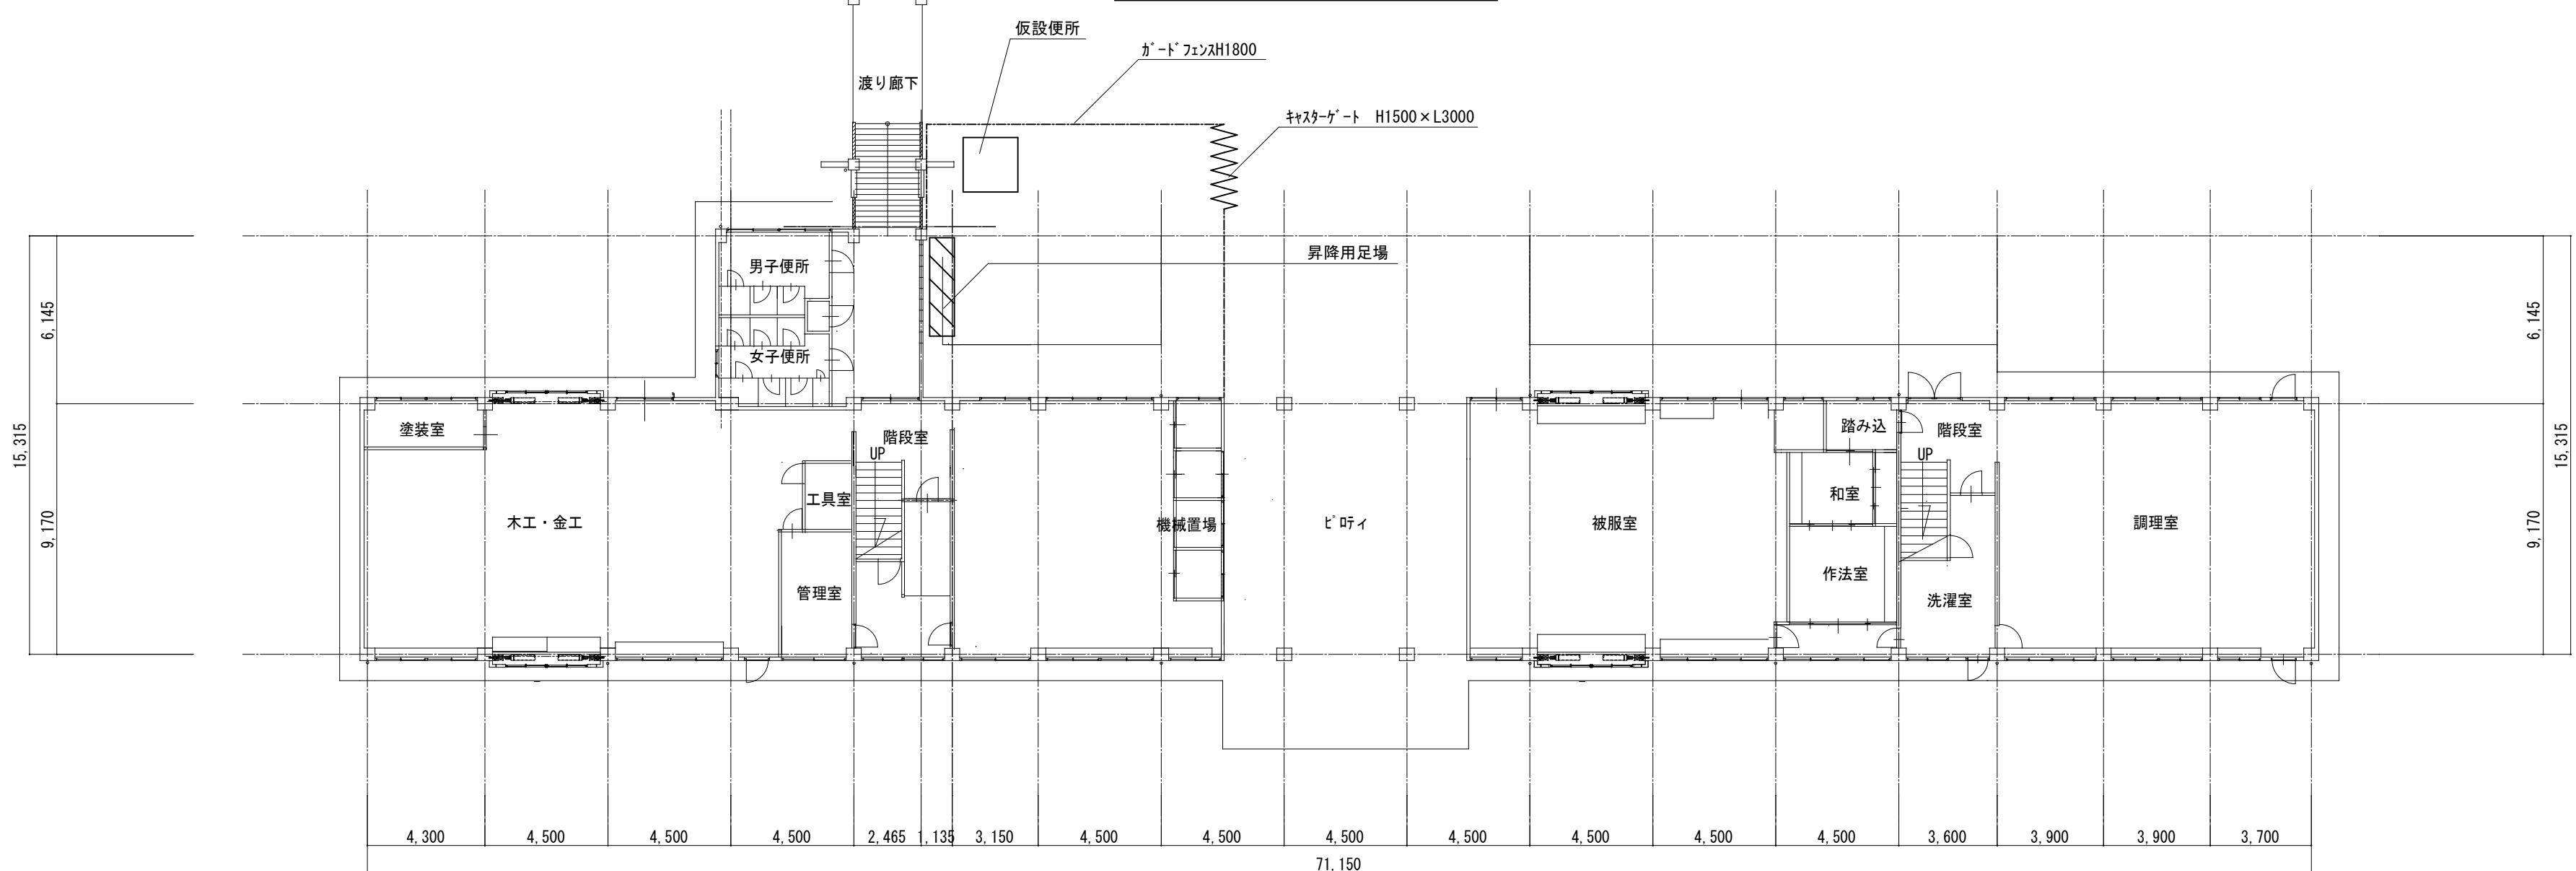 仮設便所
ｶﾞｰﾄﾞﾌｪﾝｽH1800
渡り廊下
ｷｬｽﾀｰｹﾞｰﾄ H1500×L3000
昇降用足場
男子便所
女子便所
6,145
6,145
15,315
15,315
9,170
9,170
塗装室
階段室
UP
踏み込
階段室
UP
工具室
和室
木工・金工
機械置場
ﾋﾟﾛﾃｨ
被服室
調理室
管理室
作法室
洗濯室
4,300 4,500 4,500 4,500 2,465 1,135 3,150 4,500 4,500 4,500 4,500 4,500 4,500 4,500 3,600 3,900 3,900 3,700
71,150